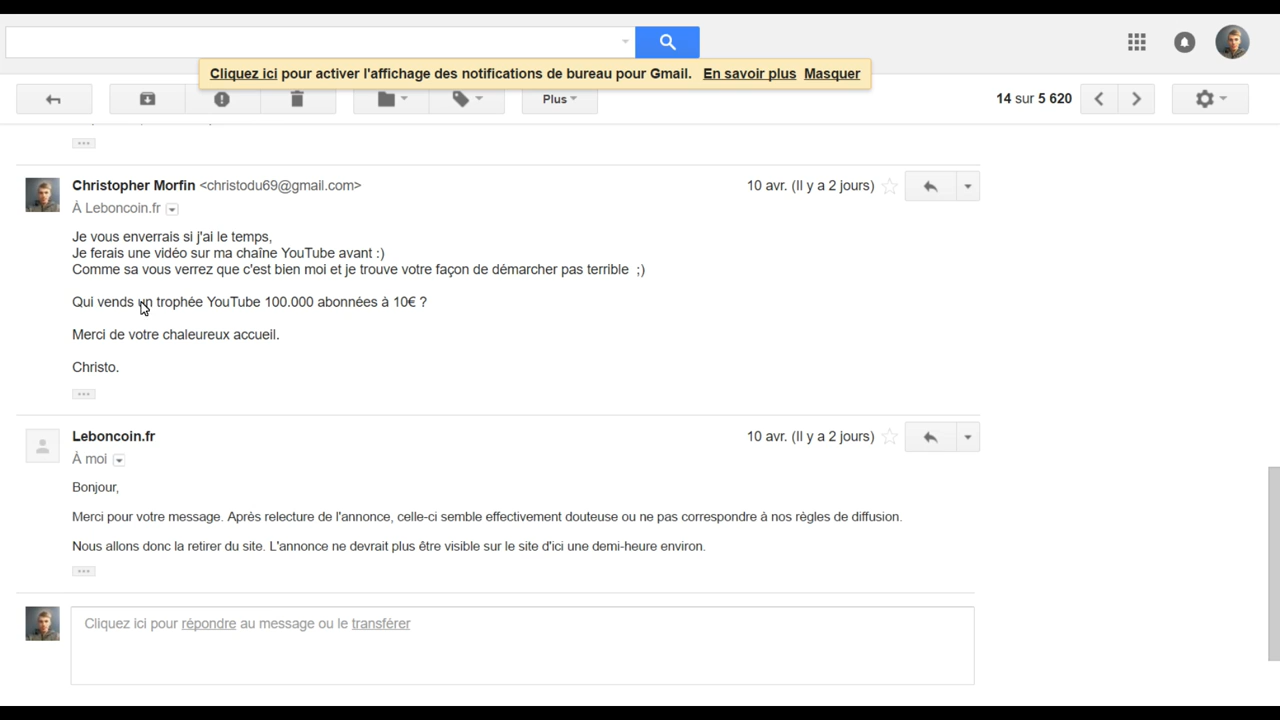 Cliquez ici pour activer l'affichage des notifications de bureau pour Gmail. En savoir plus Masquer
Plus
14 sur 5 620
Christopher Morfin <christodu69@gmail.com>
10 avr. (Il y a 2 jours)
À Leboncoin.fr
Je vous enverrais si j'ai le temps,
Je ferais une vidéo sur ma chaîne YouTube avant :)
Comme sa vous verrez que c'est bien moi et je trouve votre façon de démarcher pas terrible ;)
Qui vends un trophée YouTube 100.000 abonnées à 10€ ?
Merci de votre chaleureux accueil.
Christo.
Leboncoin.fr
10 avr. (Il y a 2 jours)
À moi
Bonjour,
Merci pour votre message. Après relecture de l'annonce, celle-ci semble effectivement douteuse ou ne pas correspondre à nos règles de diffusion.
Nous allons donc la retirer du site. L'annonce ne devrait plus être visible sur le site d'ici une demi-heure environ.
Cliquez ici pour répondre au message ou le transférer